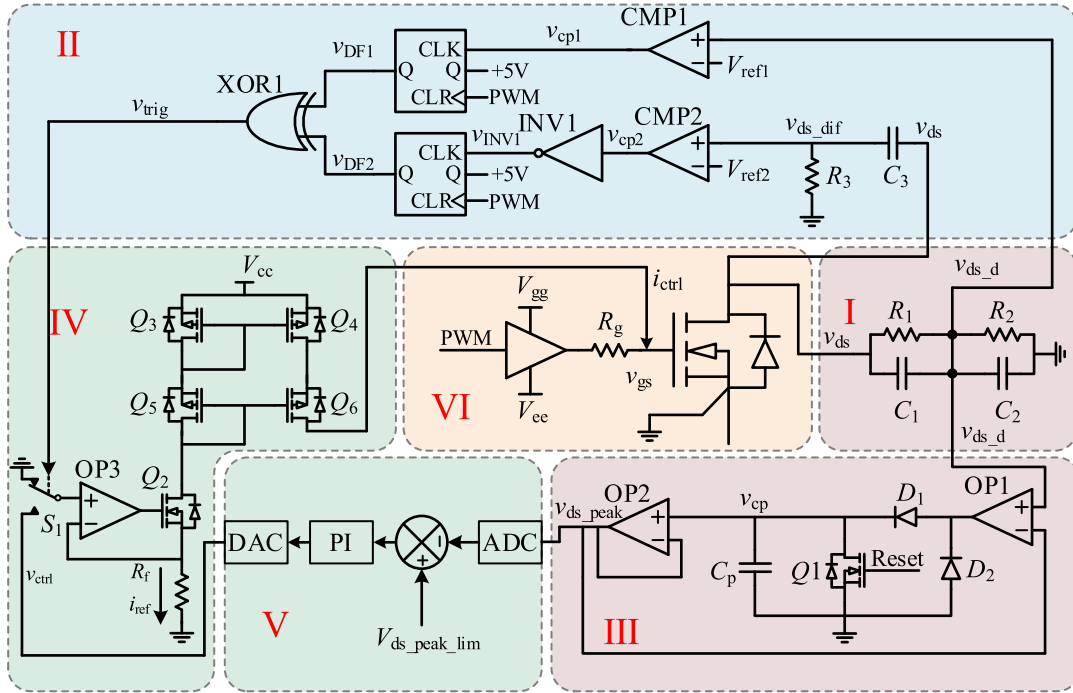 II
CMP1
v_cp1
v_DF1
CLK
Q
Q
+5V
CLR
PWM
+
−
V_ref1
XOR1
v_trig
INV1
CMP2
v_ds_dif
v_ds
v_INV1
v_cp2
v_DF2
CLK
Q
Q
+5V
CLR
PWM
+
−
V_ref2
R_3
C_3
IV
V_cc
Q_3
Q_4
Q_5
Q_6
OP3
Q_2
+
−
S_1
v_ctrl
R_f
i_ref
VI
V_gg
PWM
R_g
i_ctrl
v_gs
V_ee
I
v_ds_d
v_ds
R_1
R_2
C_1
C_2
v_ds_d
V
DAC
PI
−
+
ADC
V_ds_peak_lim
III
v_ds_peak
OP2
+
−
v_cp
D_1
OP1
+
−
C_p
Q1
Reset
D_2